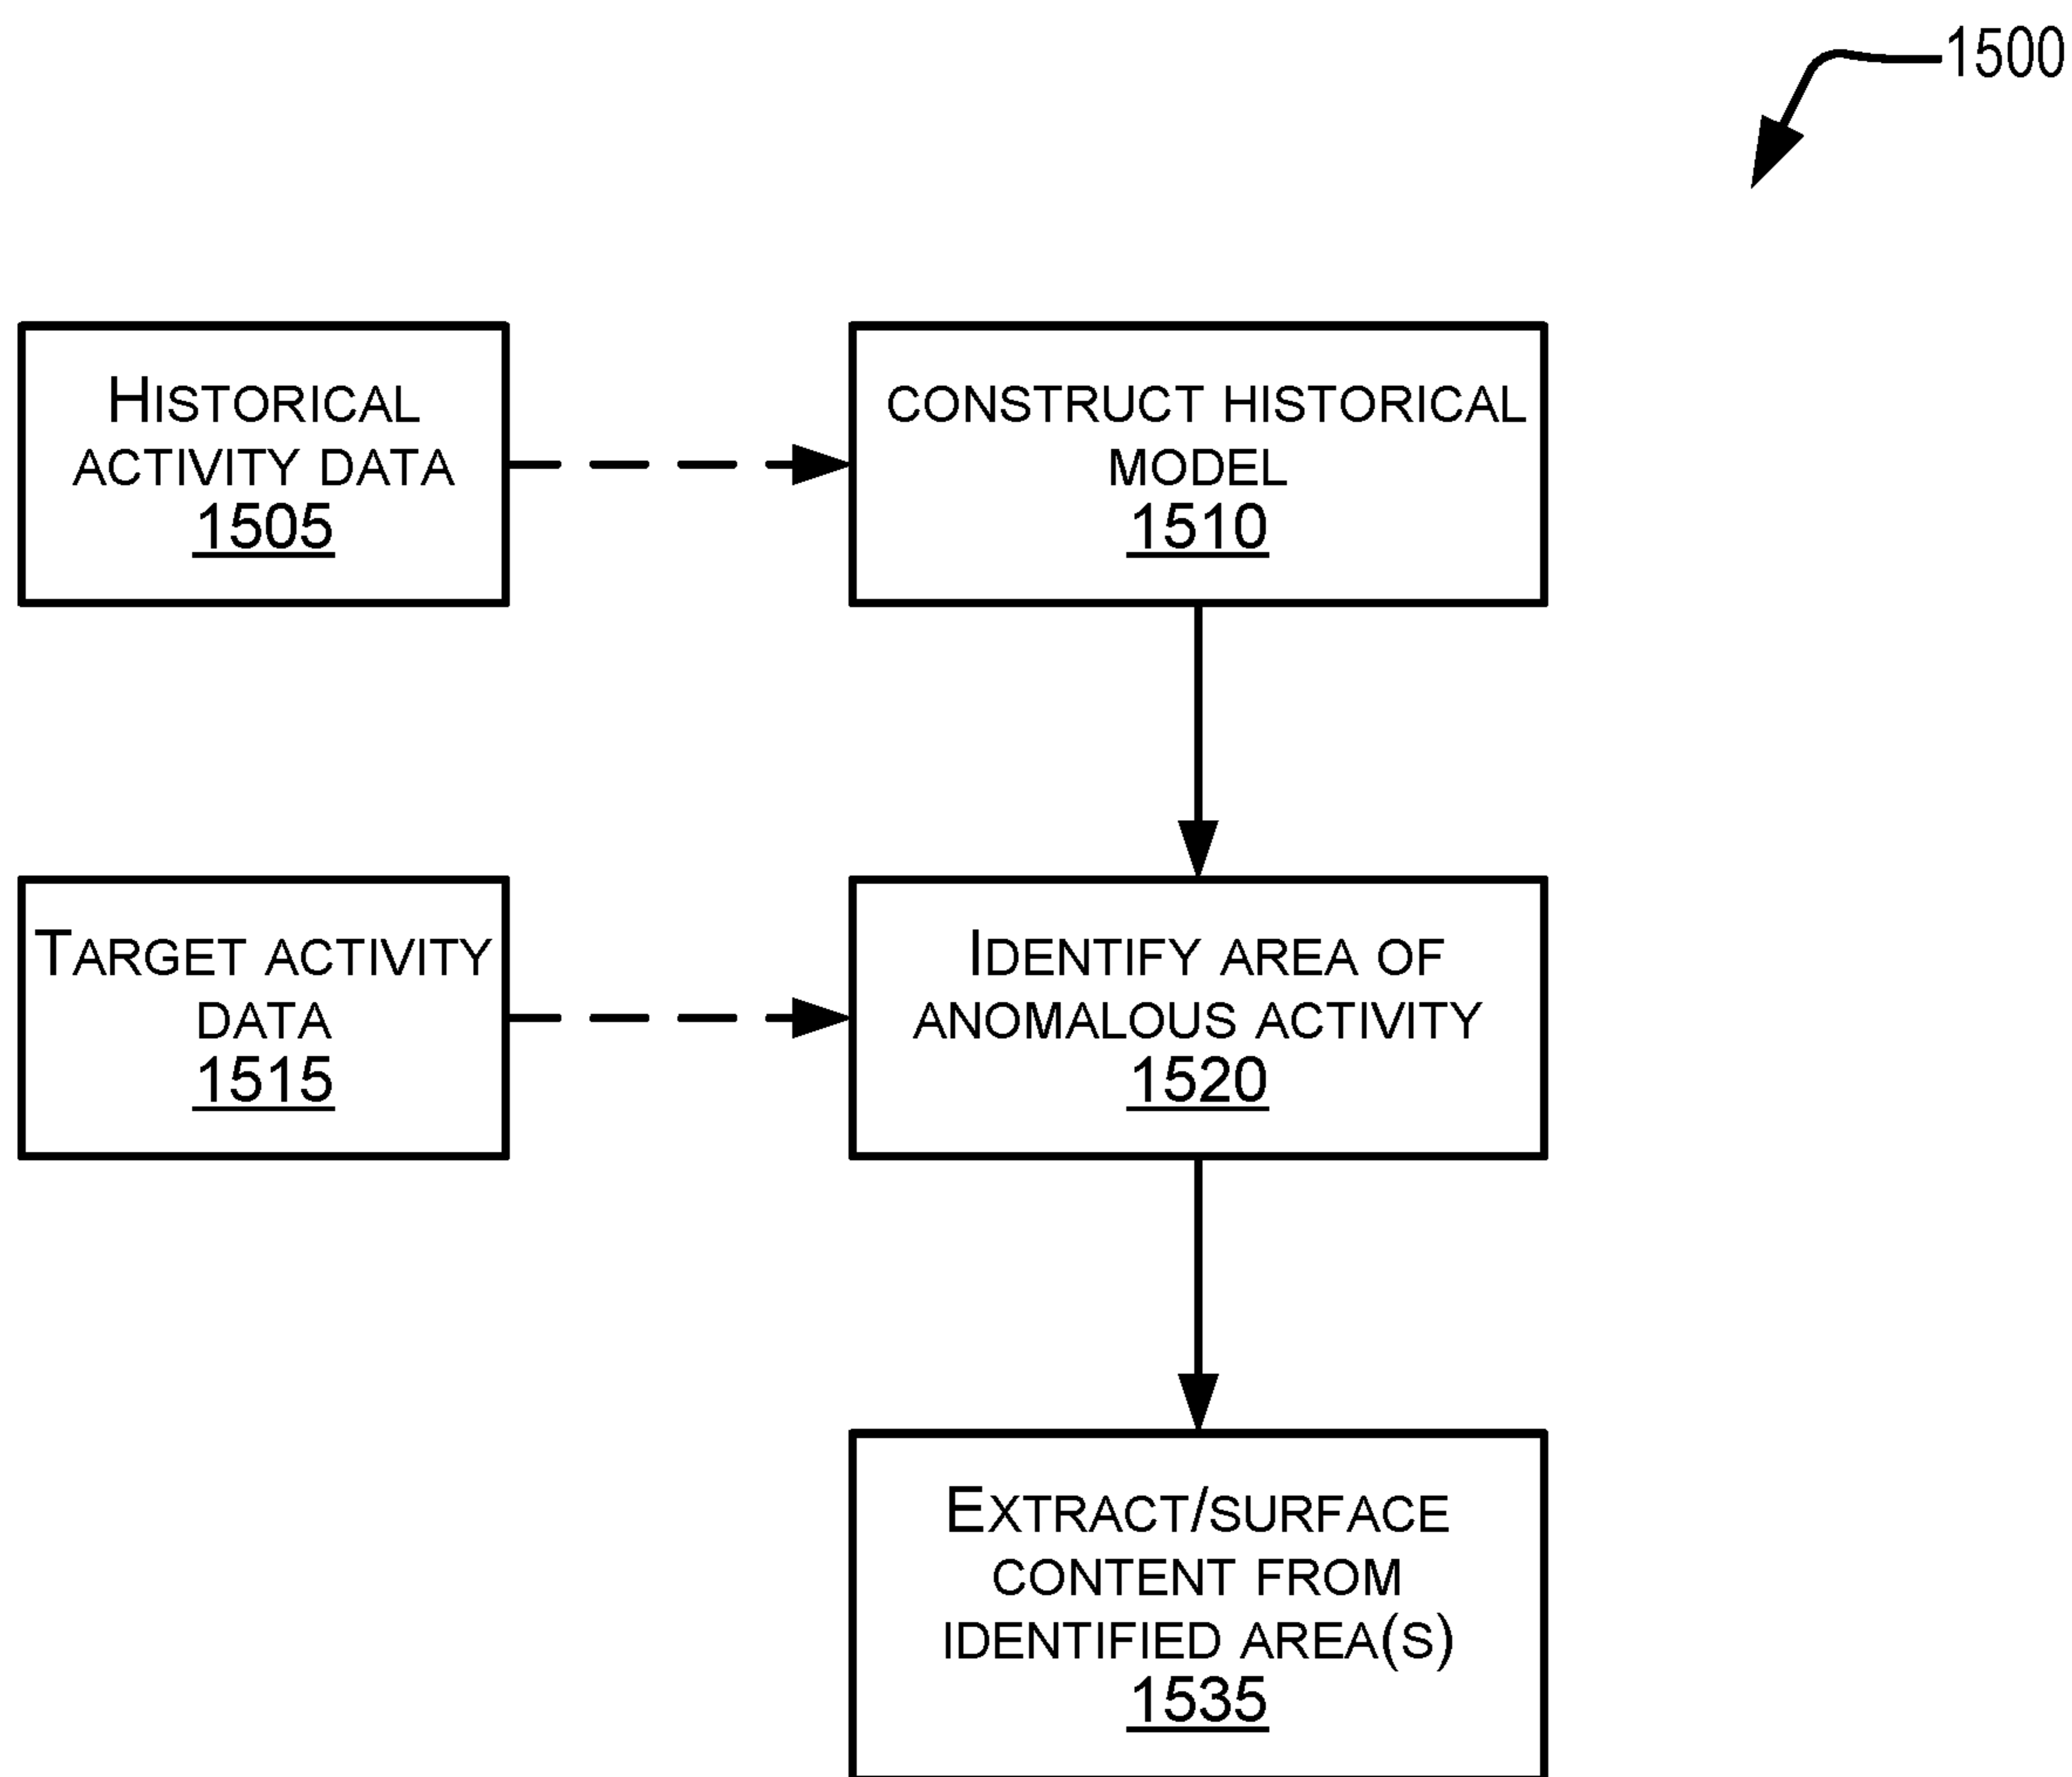 1500
HISTORICAL
ACTIVITY DATA
1505
CONSTRUCT HISTORICAL
MODEL
1510
TARGET ACTIVITY
DATA
1515
IDENTIFY AREA OF
ANOMALOUS ACTIVITY
1520
EXTRACT/SURFACE
CONTENT FROM
IDENTIFIED AREA(S)
1535